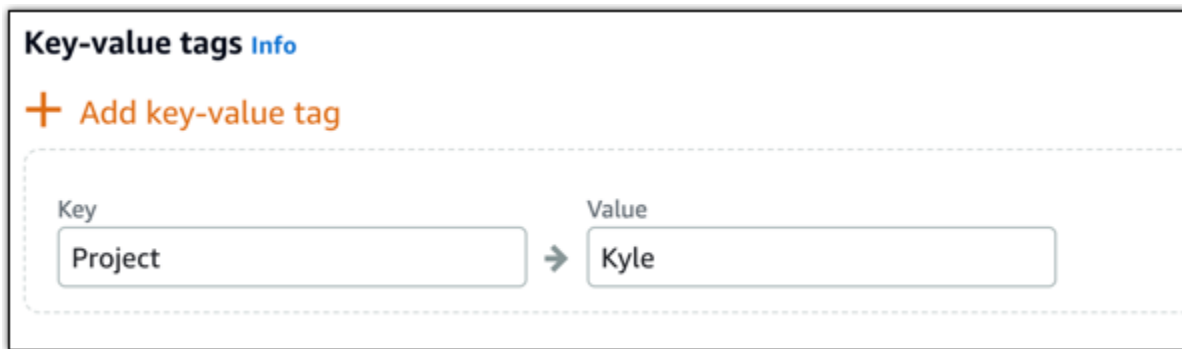 Key-value tags Info
+ Add key-value tag
Key Value
Project → Kyle